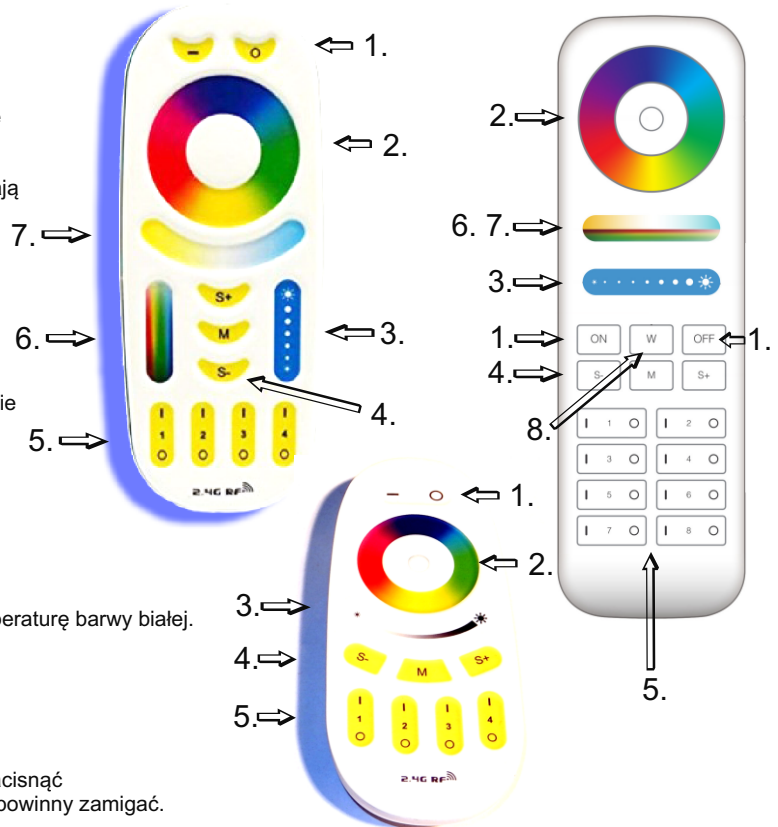 1.
2.
2.
ają
7.
6. 7.
S+
3.
M
6.
3.
1.
ON
W
OFF
1.
S-
4.
S-
M
S+
4.
ie
8.
5.
1
2
3
4
1
2
3
4
2.4G RF
5
6
1.
7
8
2.
3.
peraturę barwy białej.
4.
S-
M
S+
5.
5.
1
2
3
4
2.4G RF
acisnąć
powinny zamigać.